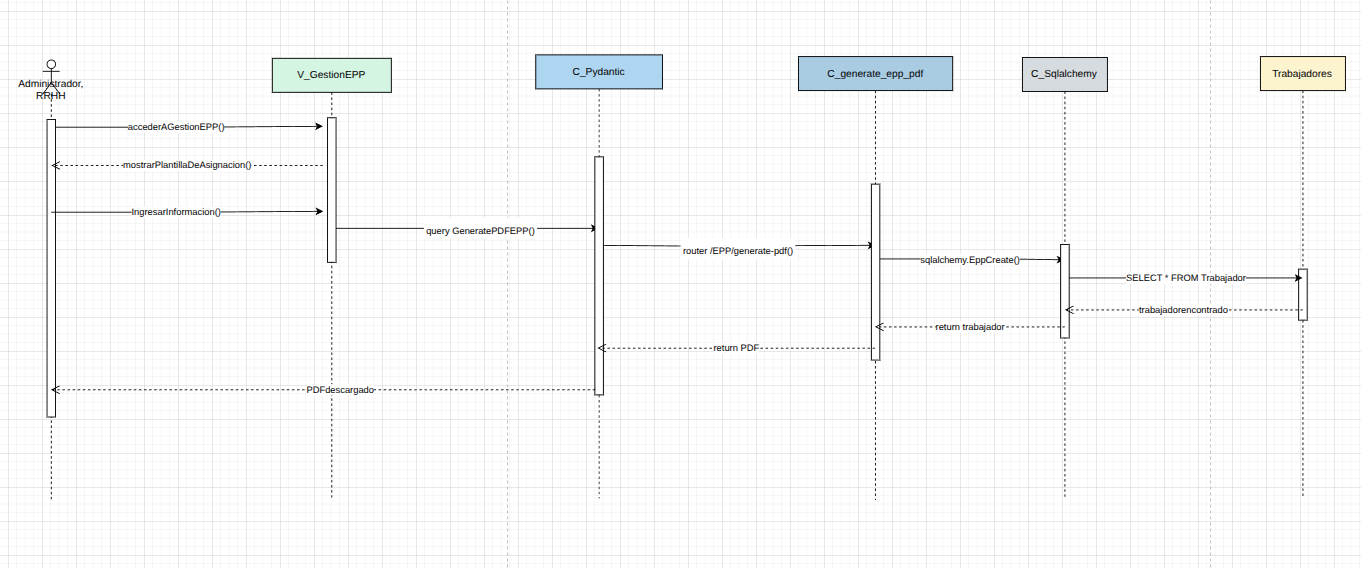 Administrador,
RRHH
V_GestionEPP
C_Pydantic
C_generate_epp_pdf
C_Sqlalchemy
Trabajadores
accederAGestionEPP()
mostrarPlantillaDeAsignacion()
IngresarInformacion()
query GeneratePDFEPP()
router /EPP/generate-pdf()
sqlalchemy.EppCreate()
SELECT * FROM Trabajador
trabajadorencontrado
return trabajador
return PDF
PDFdescargado